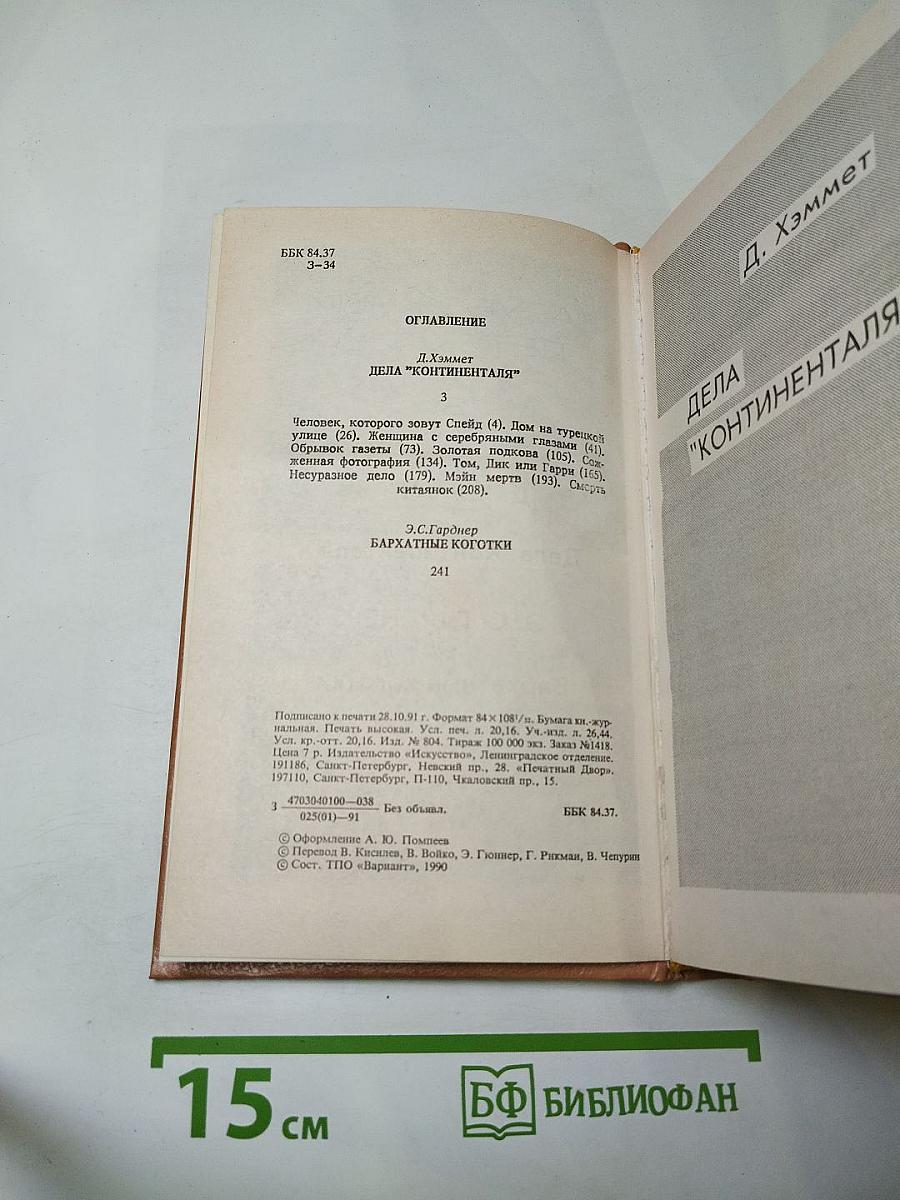 ББК 84.37
З—34
ОГЛАВЛЕНИЕ
Д.Хэммет
ДЕЛА "КОНТИНЕНТАЛЯ"
3
Человек, которого зовут Спейд (4). Дом на турецкой
улице (26). Женщина с серебряными глазами (41).
Обрывок газеты (73). Золотая подкова (105). Сож-
женная фотография (134). Том, Дик или Гарри (165).
Несуразное дело (179). Мэйн мертв (193). Смерть
китаянок (208).
Э.С.Гарднер
БАРХАТНЫЕ КОГОТКИ
241
Подписано к печати 28.10.91 г. Формат 84×108¹/₃₂. Бумага кн.-жур-
нальная. Печать высокая. Усл. печ. л. 20,16. Уч.-изд. л. 26,44.
Усл. кр.-отт. 20,16. Изд. № 804. Тираж 100 000 экз. Заказ №1418.
Цена 7 р. Издательство «Искусство», Ленинградское отделение.
191186, Санкт-Петербург, Невский пр., 28. «Печатный Двор».
197110, Санкт-Петербург, П-110, Чкаловский пр., 15.
З 4703040100—038
025(01)—91 Без объявл.
ББК 84.37.
© Оформление А. Ю. Помпеев
© Перевод В. Кисилев, В. Войко, Э. Гюннер, Г. Рикман, В. Чепурин
© Сост. ТПО «Вариант», 1990
Д. Хэммет
ДЕЛА
"КОНТИНЕНТАЛЯ
15 см
БФ БИБЛИОФАН